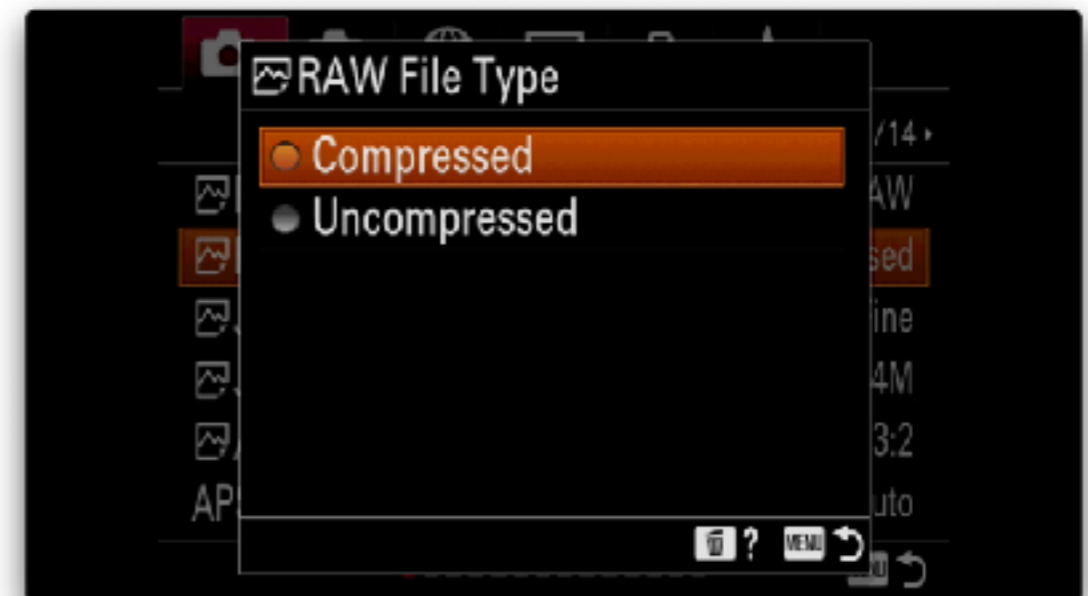 RAW File Type
/14
Compressed
AW
Uncompressed
sed
ine
4M
3:2
AP
uto
?
MENU